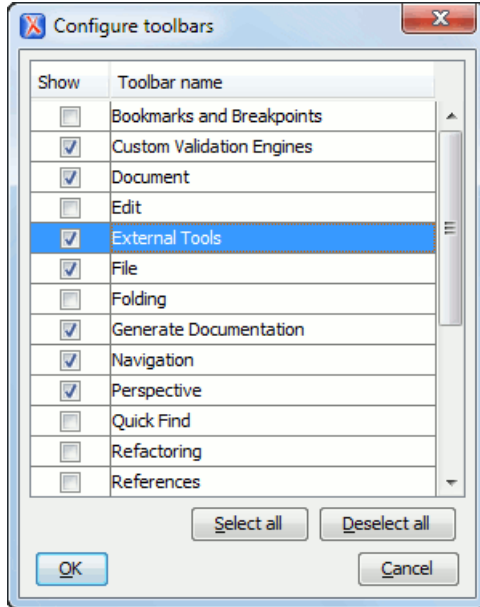 Configure toolbars
Show Toolbar name
Bookmarks and Breakpoints
Custom Validation Engines
Document
Edit
External Tools
File
Folding
Generate Documentation
Navigation
Perspective
Quick Find
Refactoring
References
Select all Deselect all
OK Cancel